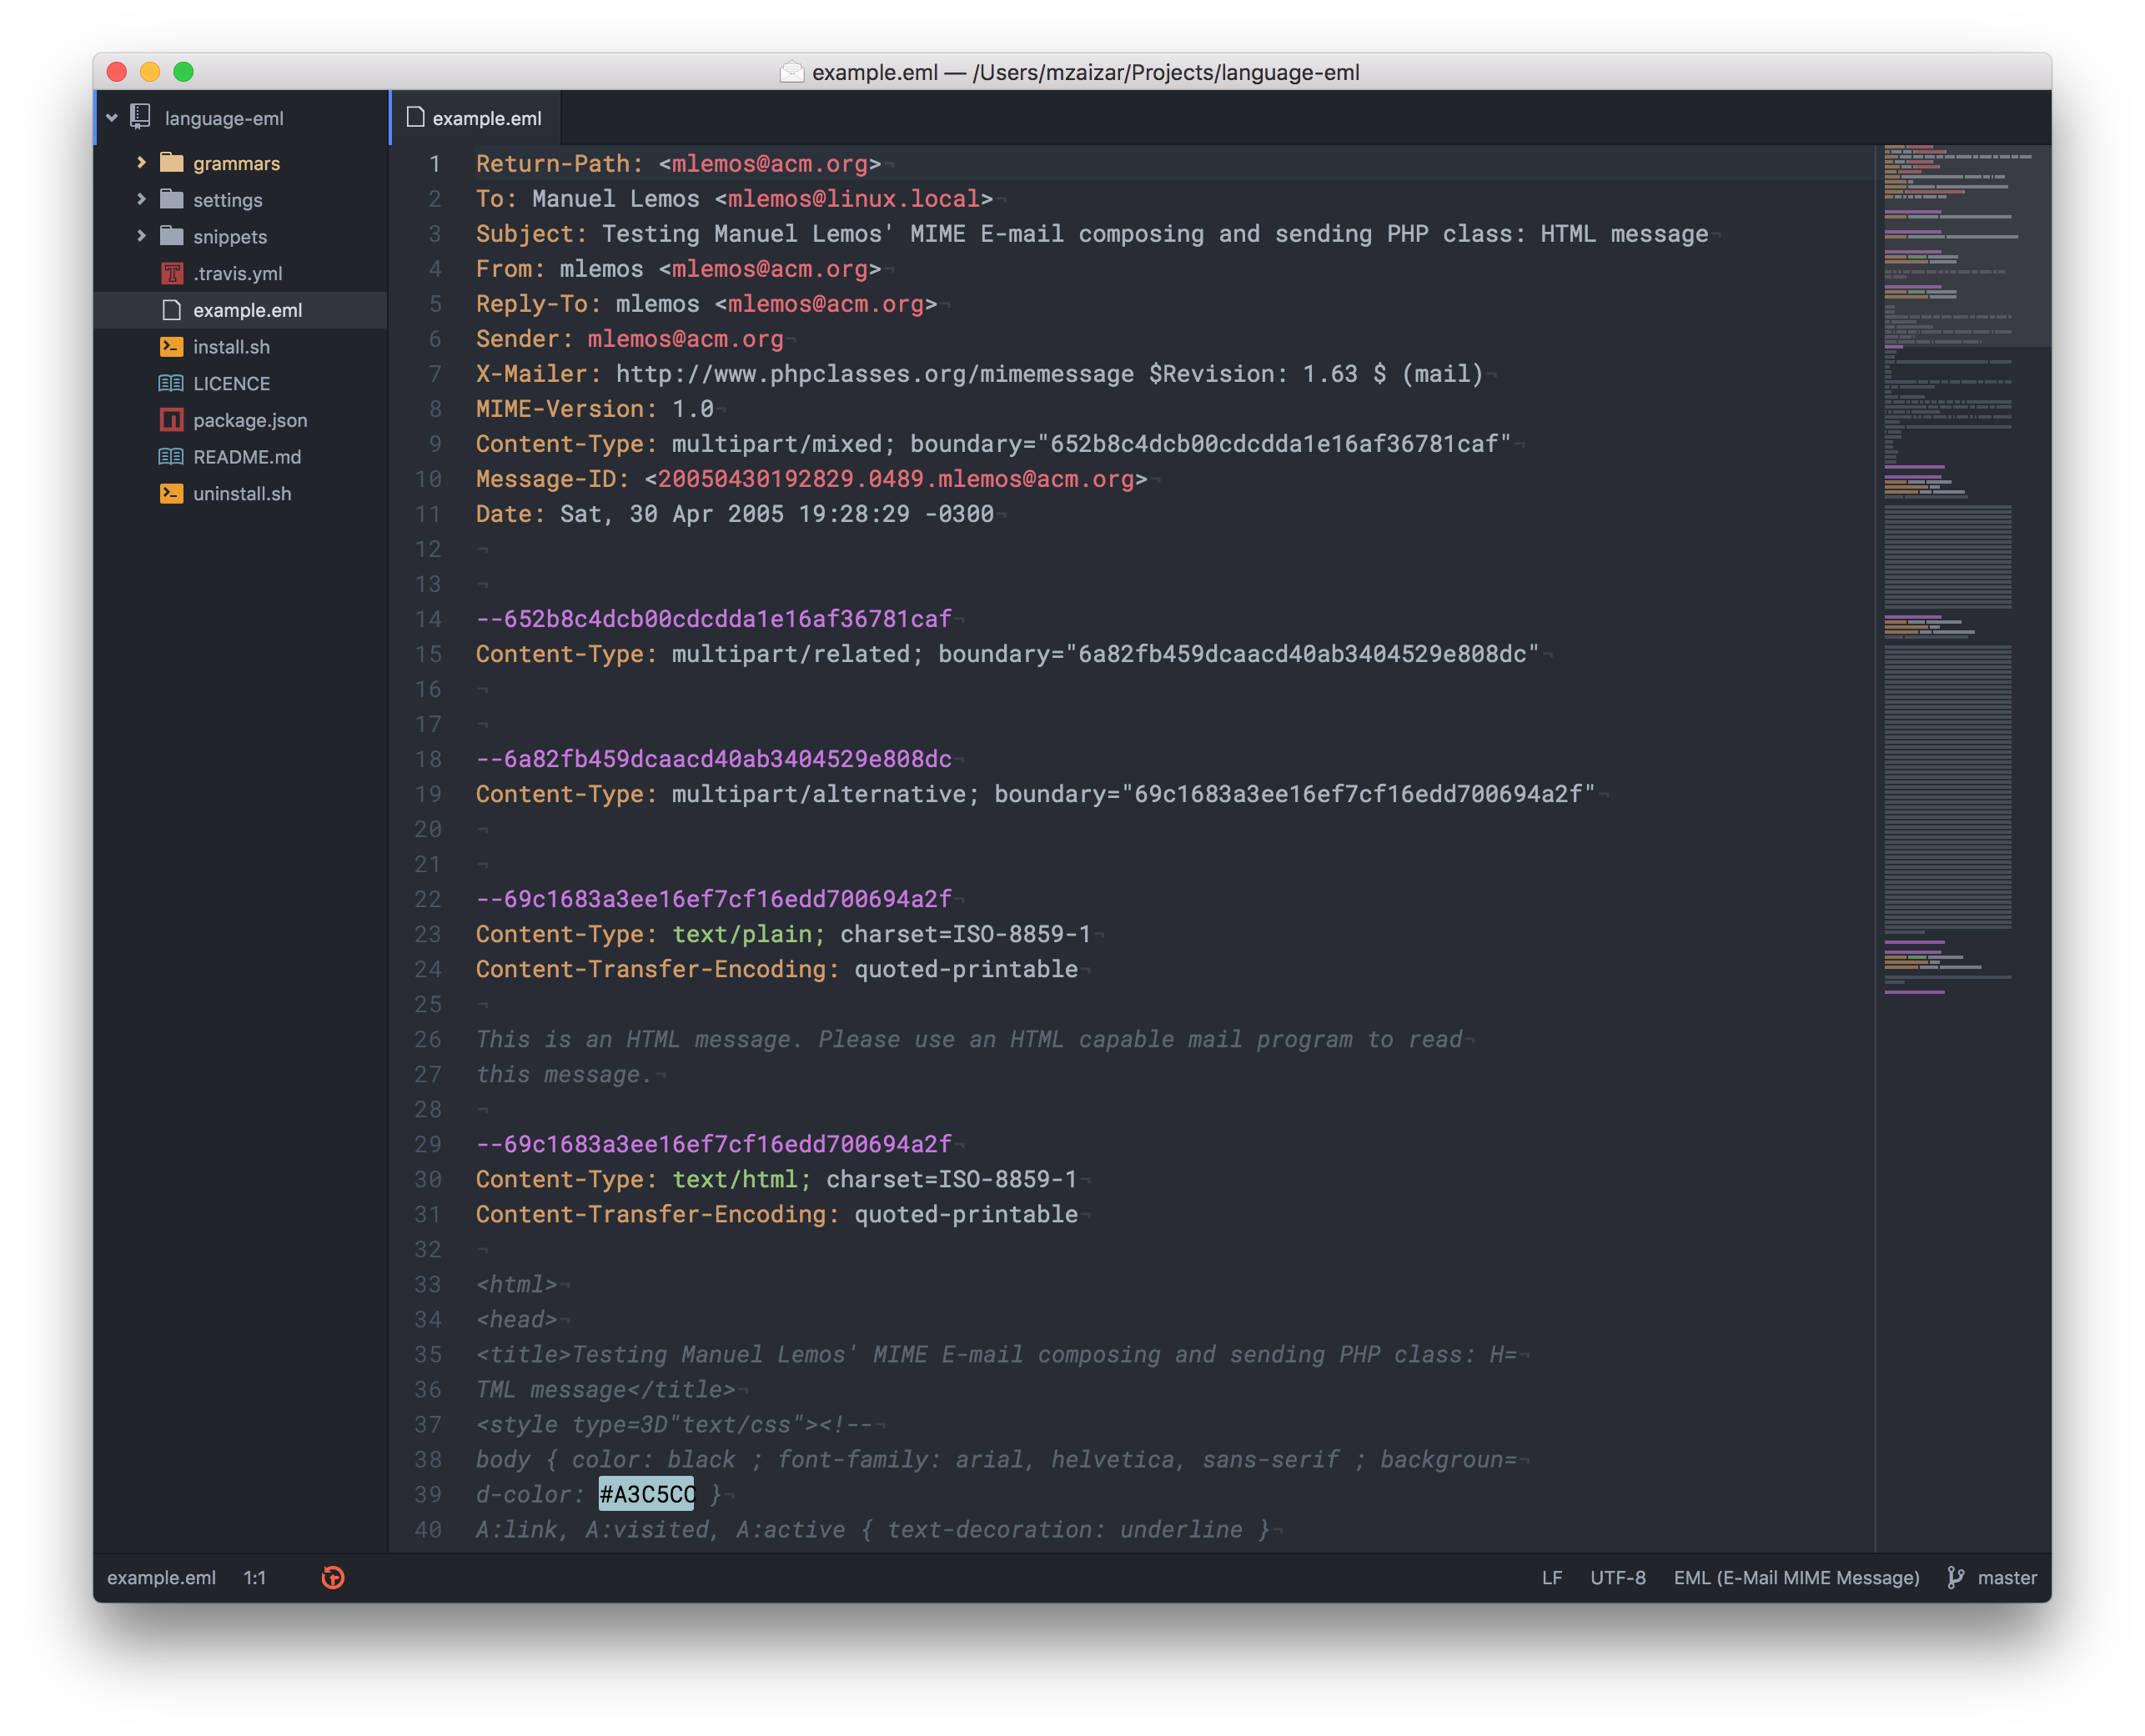 example.eml — /Users/mzaizar/Projects/language-eml
language-eml
grammars
settings
snippets
.travis.yml
example.eml
install.sh
LICENCE
package.json
README.md
uninstall.sh
example.eml
1 Return-Path: <mlemos@acm.org>¬
2 To: Manuel Lemos <mlemos@linux.local>¬
3 Subject: Testing Manuel Lemos' MIME E-mail composing and sending PHP class: HTML message¬
4 From: mlemos <mlemos@acm.org>¬
5 Reply-To: mlemos <mlemos@acm.org>¬
6 Sender: mlemos@acm.org¬
7 X-Mailer: http://www.phpclasses.org/mimemessage $Revision: 1.63 $ (mail)¬
8 MIME-Version: 1.0¬
9 Content-Type: multipart/mixed; boundary="652b8c4dcb00cdcdda1e16af36781caf"¬
10 Message-ID: <20050430192829.0489.mlemos@acm.org>¬
11 Date: Sat, 30 Apr 2005 19:28:29 -0300¬
12 ¬
13 ¬
14 --652b8c4dcb00cdcdda1e16af36781caf¬
15 Content-Type: multipart/related; boundary="6a82fb459dcaacd40ab3404529e808dc"¬
16 ¬
17 ¬
18 --6a82fb459dcaacd40ab3404529e808dc¬
19 Content-Type: multipart/alternative; boundary="69c1683a3ee16ef7cf16edd700694a2f"¬
20 ¬
21 ¬
22 --69c1683a3ee16ef7cf16edd700694a2f¬
23 Content-Type: text/plain; charset=ISO-8859-1¬
24 Content-Transfer-Encoding: quoted-printable¬
25 ¬
26 This is an HTML message. Please use an HTML capable mail program to read¬
27 this message.¬
28 ¬
29 --69c1683a3ee16ef7cf16edd700694a2f¬
30 Content-Type: text/html; charset=ISO-8859-1¬
31 Content-Transfer-Encoding: quoted-printable¬
32 ¬
33 <html>¬
34 <head>¬
35 <title>Testing Manuel Lemos' MIME E-mail composing and sending PHP class: H=¬
36 TML message</title>¬
37 <style type=3D"text/css"><!--¬
38 body { color: black ; font-family: arial, helvetica, sans-serif ; backgroun=¬
39 d-color: #A3C5CC }¬
40 A:link, A:visited, A:active { text-decoration: underline }¬
example.eml 1:1 LF UTF-8 EML (E-Mail MIME Message) master